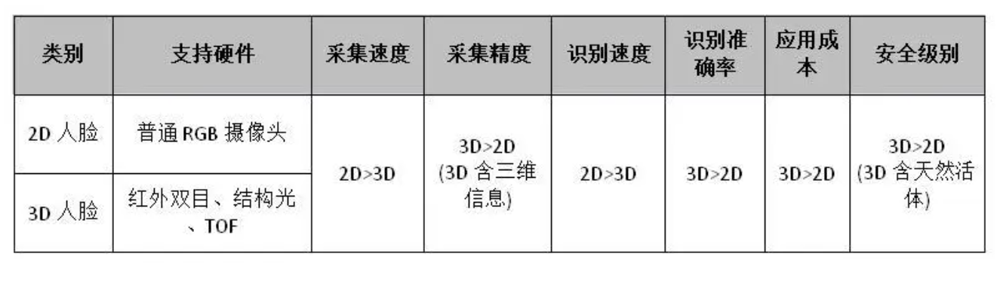 类别 支持硬件 采集速度 采集精度 识别速度 识别准 应用成 安全级别
确率 本
2D 人脸 普通 RGB 摄像头
2D>3D 3D>2D 2D>3D 3D>2D 3D>2D 3D>2D
(3D 含三维 (3D 含天然活
信息) 体)
3D 人脸 红外双目、结构光
、TOF